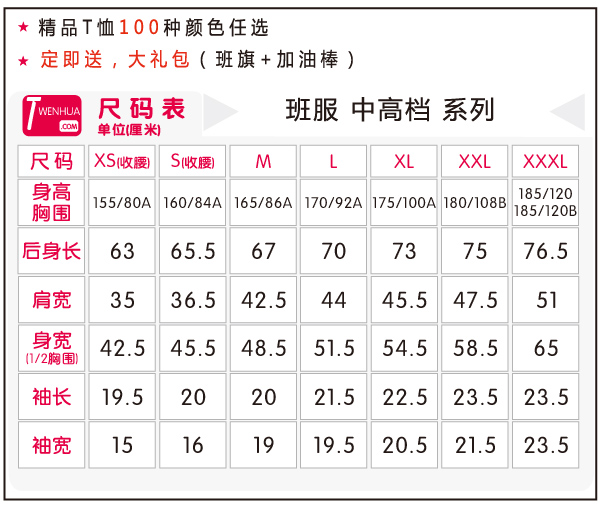 ★ 精品T恤100种颜色任选
★ 定即送，大礼包（班旗+加油棒）
TWENHUA .COM
尺码表
单位(厘米)
班服 中高档 系列
尺码 XS(收腰) S(收腰) M L XL XXL XXXL
身高胸围 155/80A 160/84A 165/86A 170/92A 175/100A 180/108B 185/120 185/120B
后身长 63 65.5 67 70 73 75 76.5
肩宽 35 36.5 42.5 44 45.5 47.5 51
身宽(1/2胸围) 42.5 45.5 48.5 51.5 54.5 58.5 65
袖长 19.5 20 20 21.5 22.5 23.5 23.5
袖宽 15 16 19 19.5 20.5 21.5 23.5